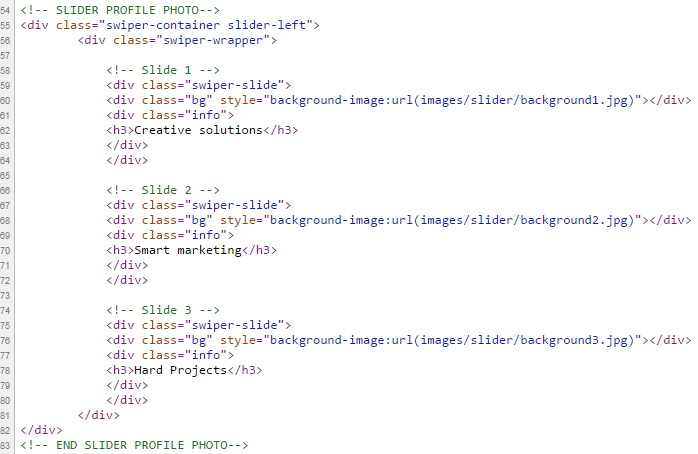 54 <!-- SLIDER PROFILE PHOTO-->
55 <div class="swiper-container slider-left">
56 <div class="swiper-wrapper">
57
58 <!-- Slide 1 -->
59 <div class="swiper-slide">
60 <div class="bg" style="background-image:url(images/slider/background1.jpg)"></div>
61 <div class="info">
62 <h3>Creative solutions</h3>
63 </div>
64 </div>
65
66 <!-- Slide 2 -->
67 <div class="swiper-slide">
68 <div class="bg" style="background-image:url(images/slider/background2.jpg)"></div>
69 <div class="info">
70 <h3>Smart marketing</h3>
71 </div>
72 </div>
73
74 <!-- Slide 3 -->
75 <div class="swiper-slide">
76 <div class="bg" style="background-image:url(images/slider/background3.jpg)"></div>
77 <div class="info">
78 <h3>Hard Projects</h3>
79 </div>
80 </div>
81 </div>
82 </div>
83 <!-- END SLIDER PROFILE PHOTO-->